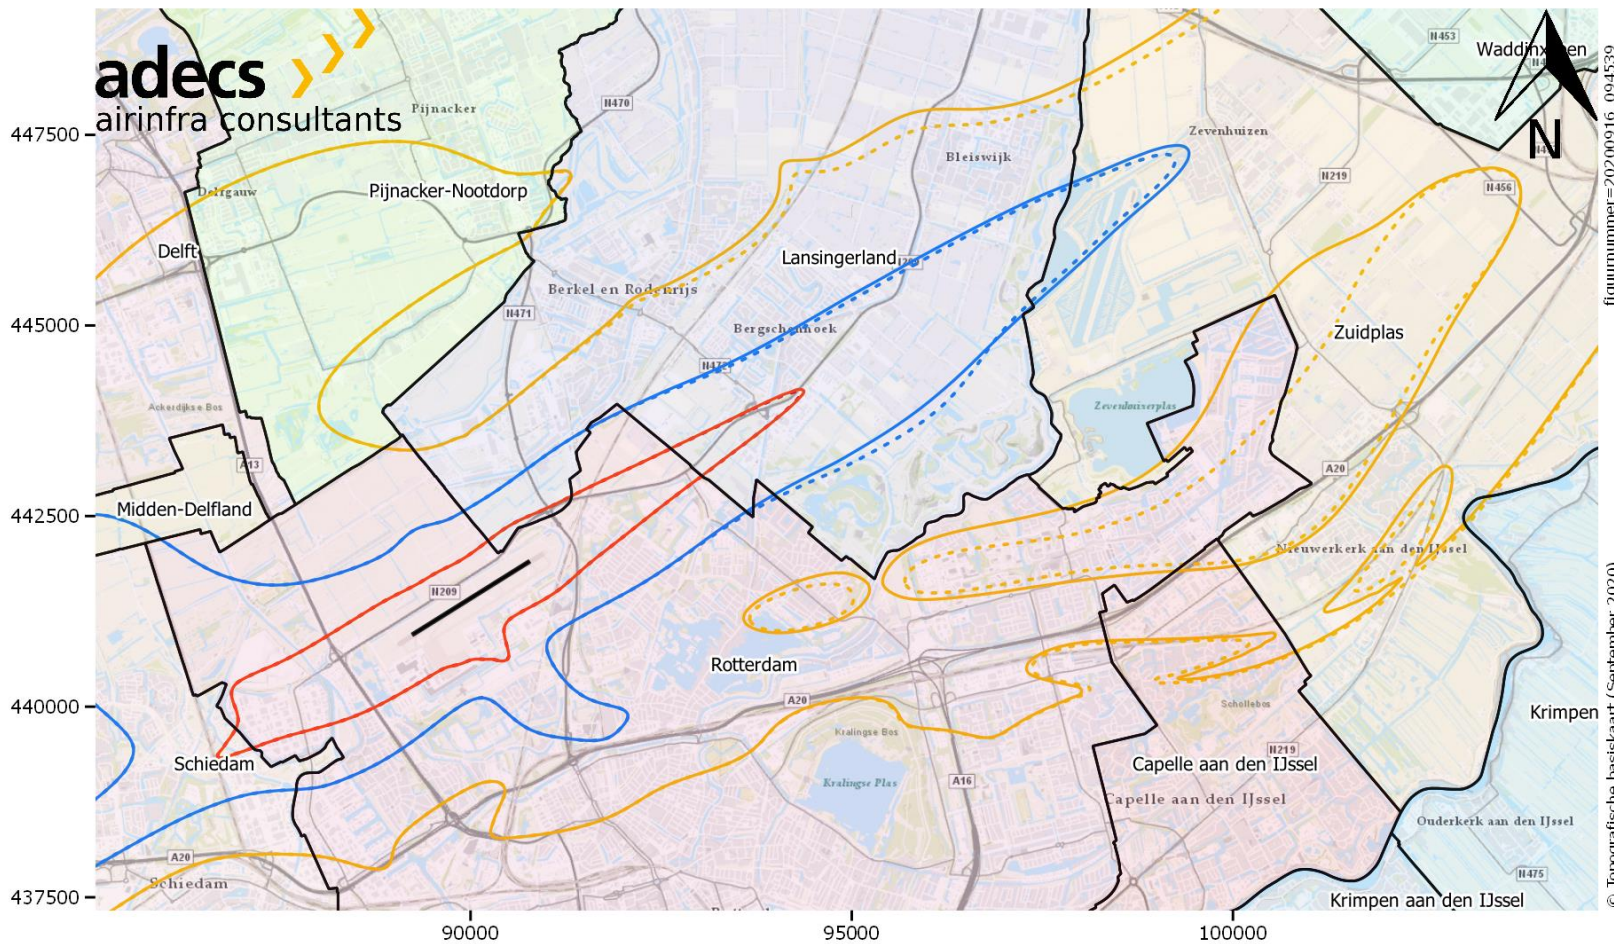 adecs
airinfra consultants
N453
Waddinx
en
N
N470
Pijnacker
447500
Zevenhuizen
Bleiswijk
N219
N456
Delfgauw
Pijnacker-Nootdorp
Delft
Lansingerland
Berkel en Rodenrijs
N471
445000
Bergschenhoek
Zuidplas
Ackerdijkse Bos
Zevenhuizerplas
A13
A20
442500
Midden-Delfland
Nieuwerkerk aan den IJssel
N209
Rotterdam
A20
440000
Schollebos
Krimpen
Kralingse Bos
Schiedam
N219
Capelle aan den IJssel
Kralingse Plas
A16
Capelle aan den IJssel
Ouderkerk aan den IJssel
A20
Schiedam
N475
437500
Krimpen aan den IJssel
90000
95000
100000
figuurnummer=20200916_094539
© Topografische basiskaart (September 2020)